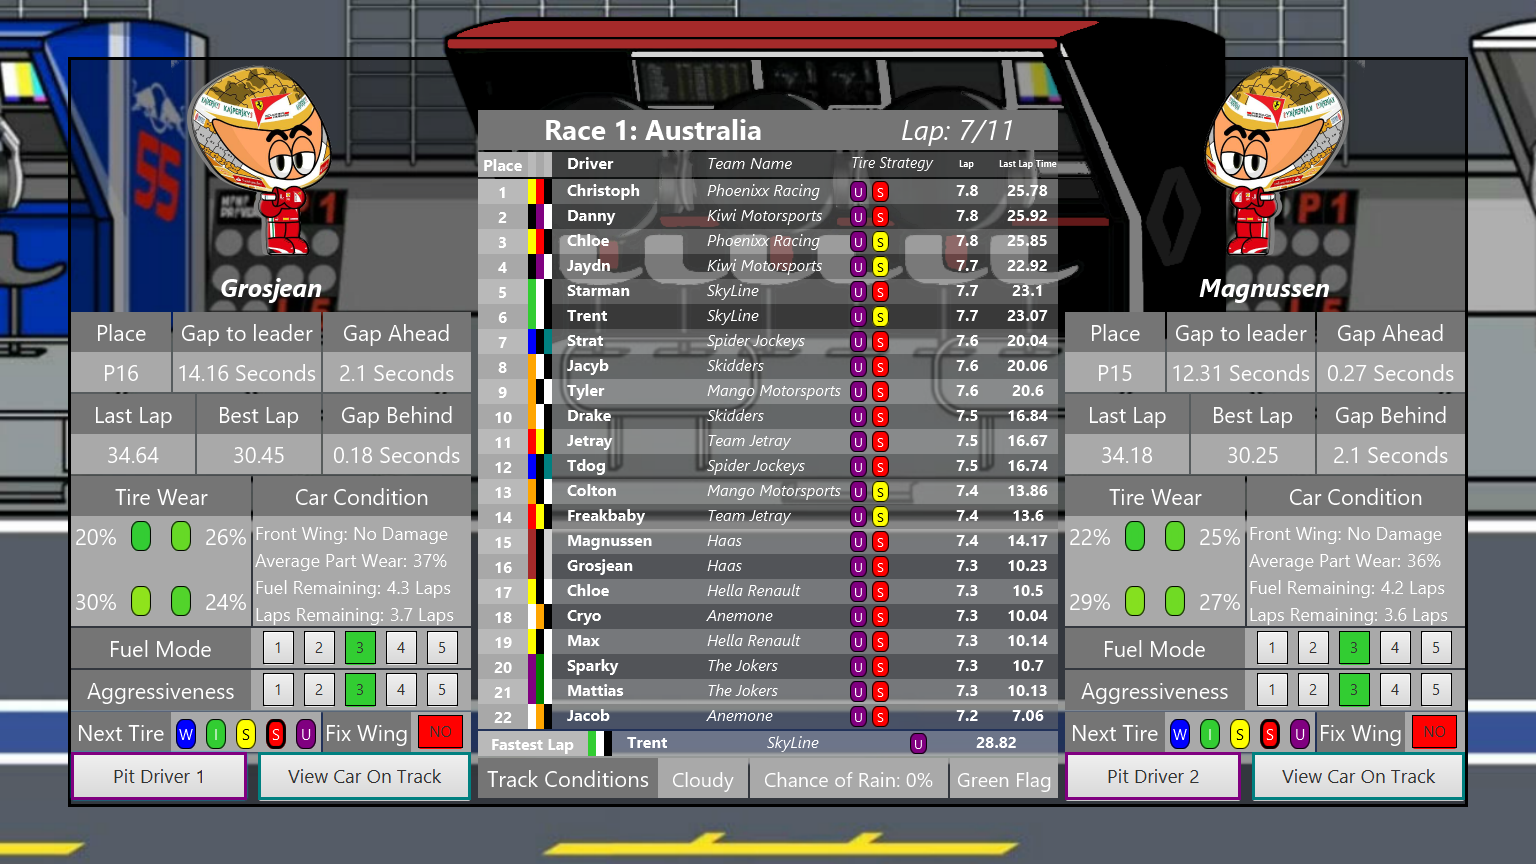 Race 1: Australia Lap: 7/11
Place Driver Team Name Tire Strategy Lap Last Lap Time
1 Christoph Phoenixx Racing U S 7.8 25.78
2 Danny Kiwi Motorsports U S 7.8 25.92
3 Chloe Phoenixx Racing U S 7.8 25.85
4 Jaydn Kiwi Motorsports U S 7.7 22.92
5 Starman SkyLine U S 7.7 23.1
6 Trent SkyLine U S 7.7 23.07
7 Strat Spider Jockeys U S 7.6 20.04
8 Jacyb Skidders U S 7.6 20.06
9 Tyler Mango Motorsports U S 7.6 20.6
10 Drake Skidders U S 7.5 16.84
11 Jetray Team Jetray U S 7.5 16.67
12 Tdog Spider Jockeys U S 7.5 16.74
13 Colton Mango Motorsports U S 7.4 13.86
14 Freakbaby Team Jetray U S 7.4 13.6
15 Magnussen Haas U S 7.4 14.17
16 Grosjean Haas U S 7.3 10.23
17 Chloe Hella Renault U S 7.3 10.5
18 Cryo Anemone U S 7.3 10.04
19 Max Hella Renault U S 7.3 10.14
20 Sparky The Jokers U S 7.3 10.7
21 Mattias The Jokers U S 7.3 10.13
22 Jacob Anemone U S 7.2 7.06
Fastest Lap Trent SkyLine U 28.82
Track Conditions Cloudy Chance of Rain: 0% Green Flag
55
P 1
Grosjean
Place Gap to leader Gap Ahead
P16 14.16 Seconds 2.1 Seconds
Last Lap Best Lap Gap Behind
34.64 30.45 0.18 Seconds
Tire Wear Car Condition
20% 26% Front Wing: No Damage
Average Part Wear: 37%
Fuel Remaining: 4.3 Laps
30% 24% Laps Remaining: 3.7 Laps
Fuel Mode 1 2 3 4 5
Aggressiveness 1 2 3 4 5
Next Tire W I S S U Fix Wing NO
Pit Driver 1 View Car On Track
Magnussen
Place Gap to leader Gap Ahead
P15 12.31 Seconds 0.27 Seconds
Last Lap Best Lap Gap Behind
34.18 30.25 2.1 Seconds
Tire Wear Car Condition
22% 25% Front Wing: No Damage
Average Part Wear: 36%
Fuel Remaining: 4.2 Laps
29% 27% Laps Remaining: 3.6 Laps
Fuel Mode 1 2 3 4 5
Aggressiveness 1 2 3 4 5
Next Tire W I S S U Fix Wing NO
Pit Driver 2 View Car On Track